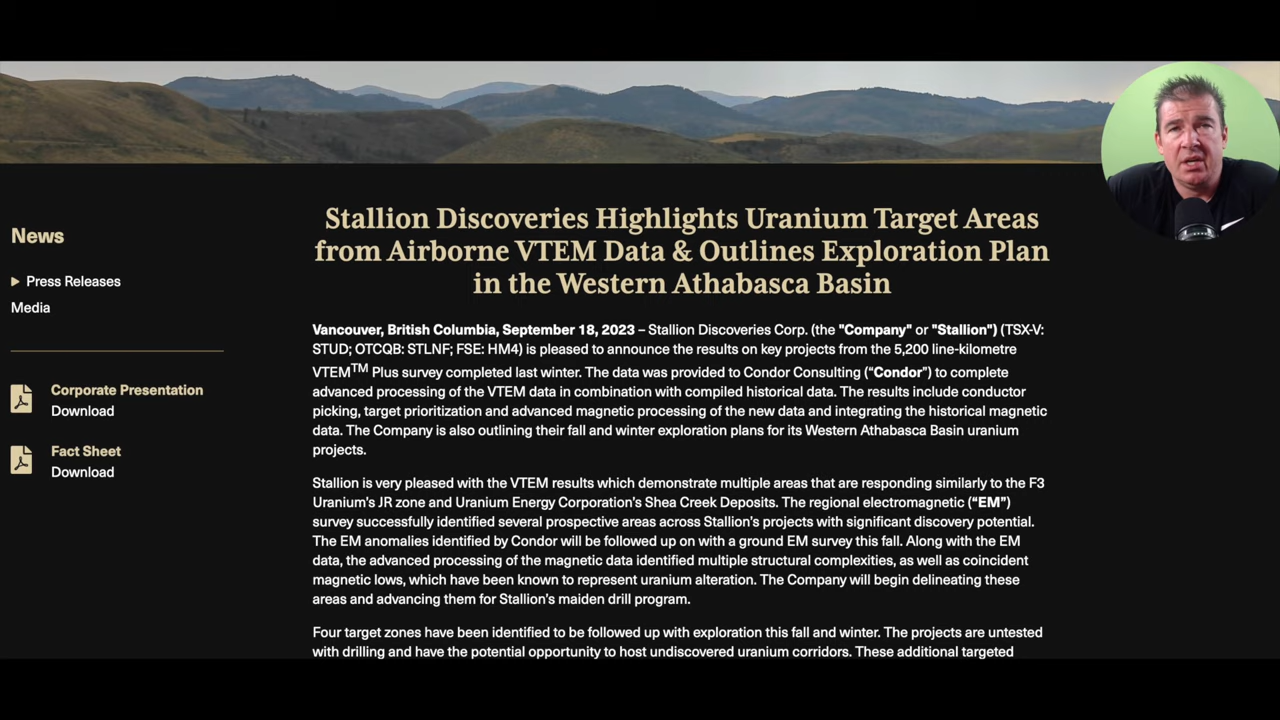 Stallion Discoveries Highlights Uranium Target Areas
from Airborne VTEM Data & Outlines Exploration Plan
in the Western Athabasca Basin
News
Press Releases
Media
Corporate Presentation
Download
Fact Sheet
Download
Vancouver, British Columbia, September 18, 2023 – Stallion Discoveries Corp. (the "Company" or "Stallion") (TSX-V:
STUD; OTCQB: STLNF; FSE: HM4) is pleased to announce the results on key projects from the 5,200 line-kilometre
VTEMTM Plus survey completed last winter. The data was provided to Condor Consulting (“Condor”) to complete
advanced processing of the VTEM data in combination with compiled historical data. The results include conductor
picking, target prioritization and advanced magnetic processing of the new data and integrating the historical magnetic
data. The Company is also outlining their fall and winter exploration plans for its Western Athabasca Basin uranium
projects.
Stallion is very pleased with the VTEM results which demonstrate multiple areas that are responding similarly to the F3
Uranium’s JR zone and Uranium Energy Corporation’s Shea Creek Deposits. The regional electromagnetic (“EM”)
survey successfully identified several prospective areas across Stallion’s projects with significant discovery potential.
The EM anomalies identified by Condor will be followed up on with a ground EM survey this fall. Along with the EM
data, the advanced processing of the magnetic data identified multiple structural complexities, as well as coincident
magnetic lows, which have been known to represent uranium alteration. The Company will begin delineating these
areas and advancing them for Stallion’s maiden drill program.
Four target zones have been identified to be followed up with exploration this fall and winter. The projects are untested
with drilling and have the potential opportunity to host undiscovered uranium corridors. These additional targeted